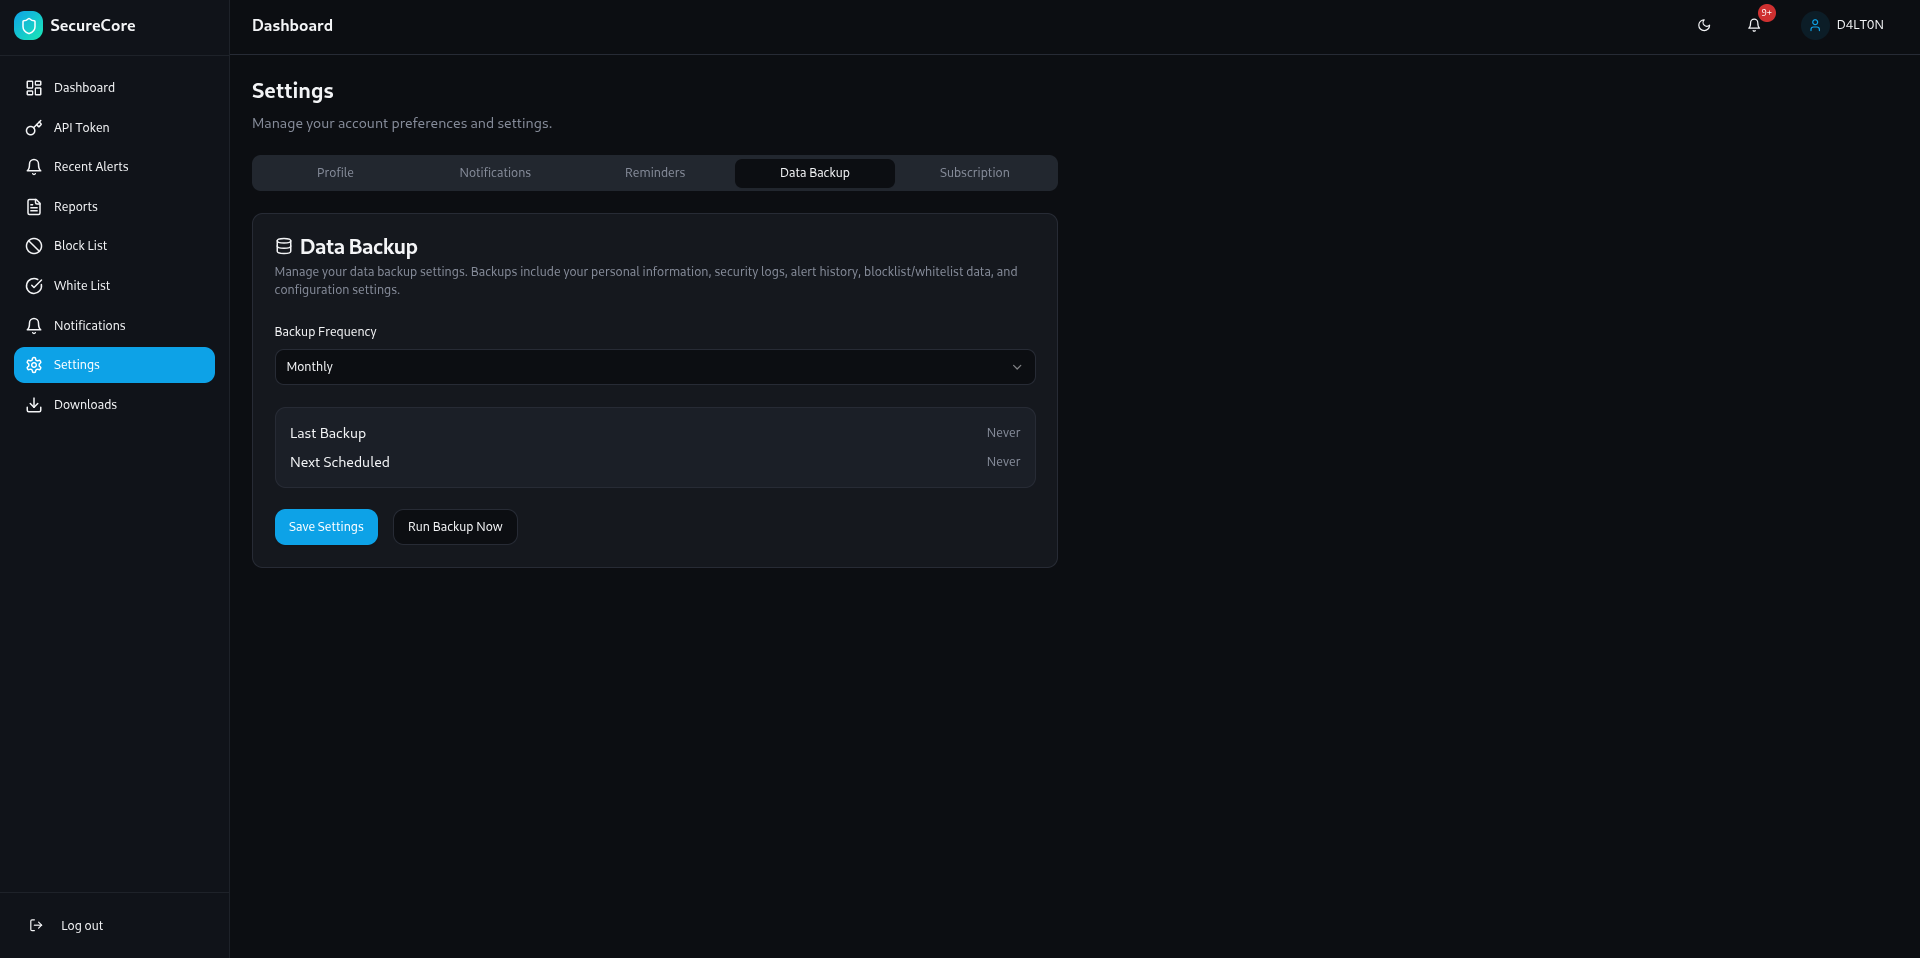 SecureCore
Dashboard
9+
D4LT0N
Dashboard
API Token
Recent Alerts
Reports
Block List
White List
Notifications
Settings
Downloads
Log out
Settings
Manage your account preferences and settings.
Profile
Notifications
Reminders
Data Backup
Subscription
Data Backup
Manage your data backup settings. Backups include your personal information, security logs, alert history, blocklist/whitelist data, and
configuration settings.
Backup Frequency
Monthly
Last Backup
Never
Next Scheduled
Never
Save Settings
Run Backup Now